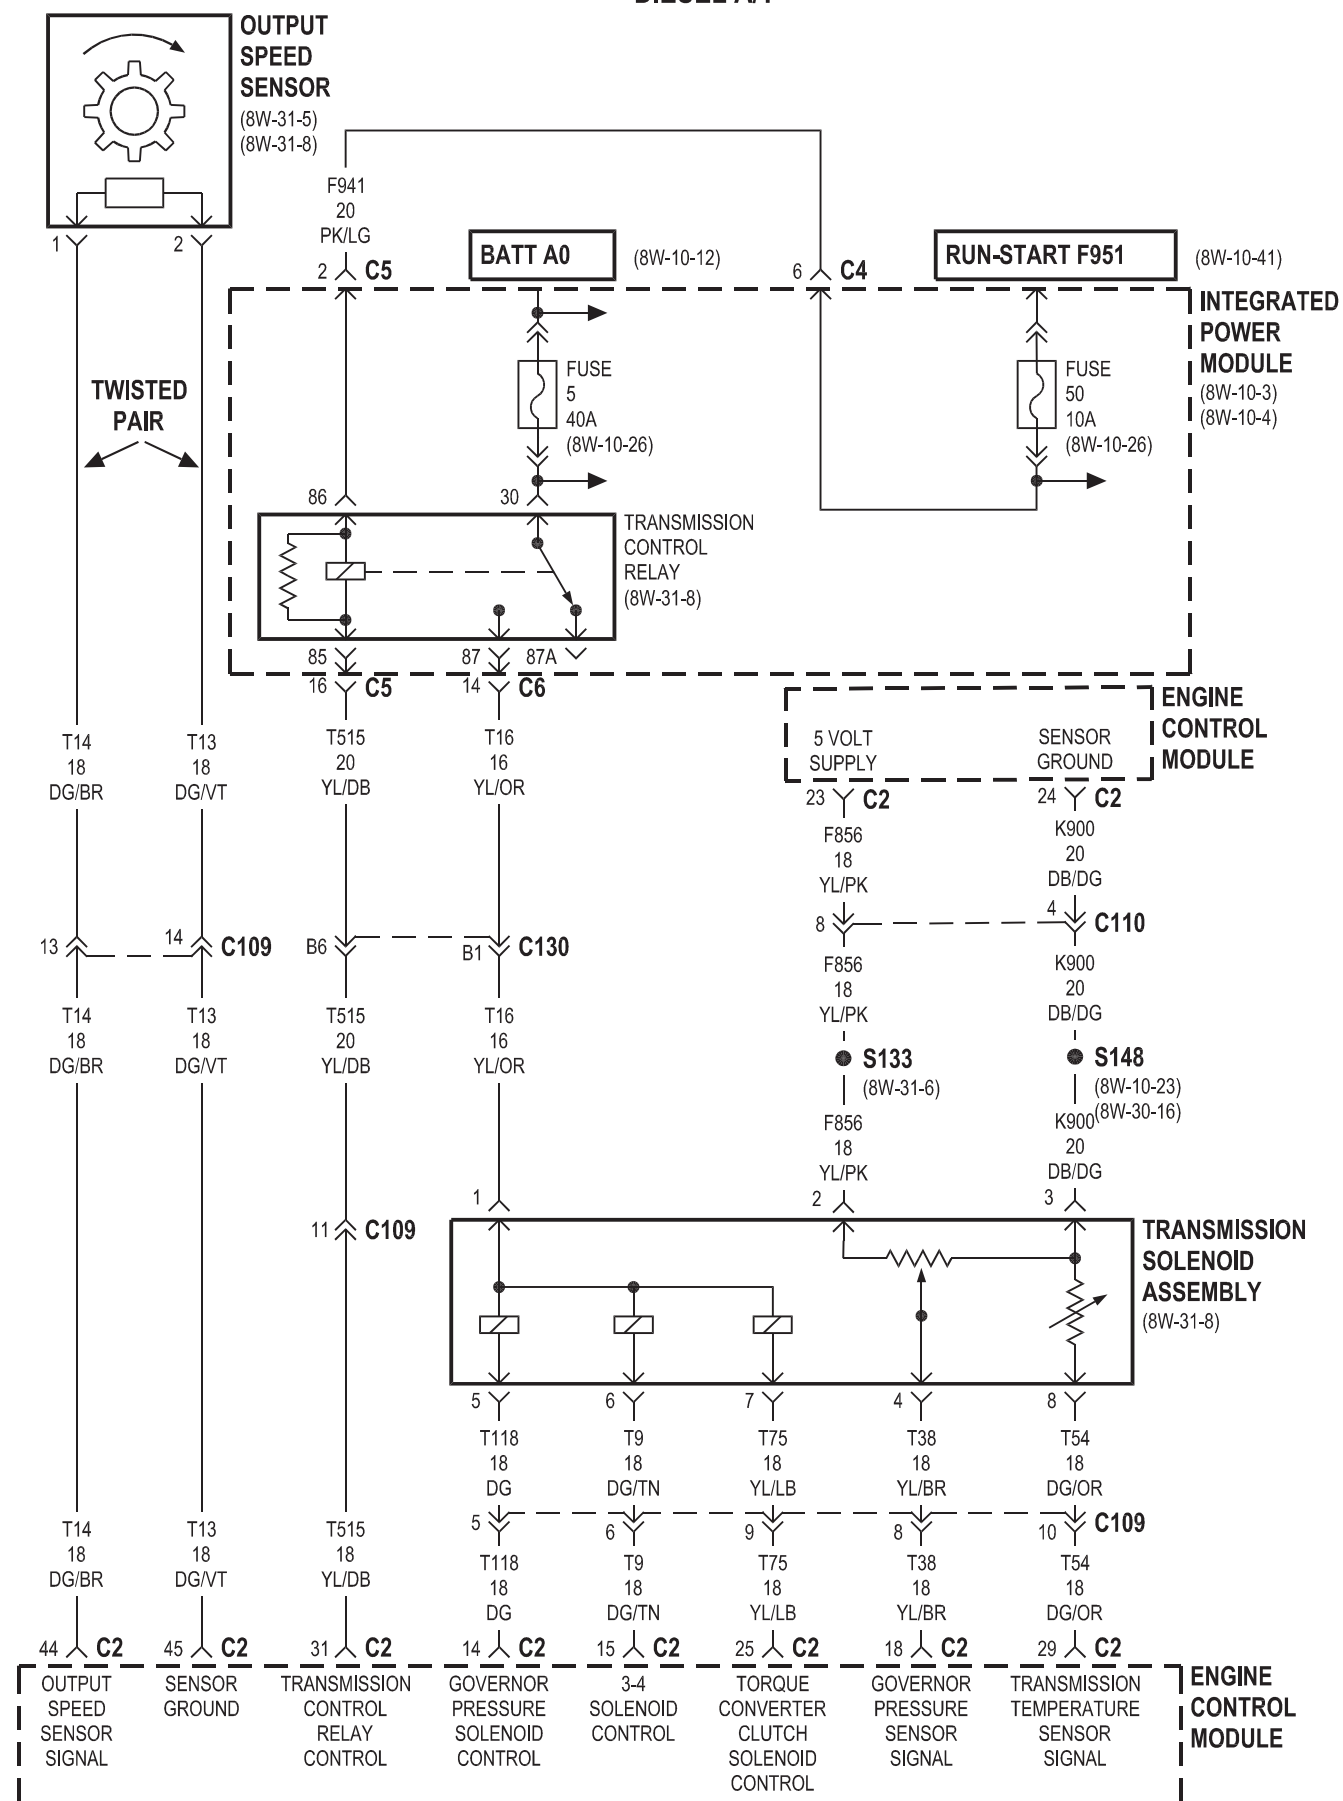 OUTPUT
SPEED
SENSOR
(8W-31-5)
(8W-31-8)
1
2
F941
20
PK/LG
2
C5
BATT A0
(8W-10-12)
6
C4
RUN-START F951
(8W-10-41)
INTEGRATED
POWER
MODULE
(8W-10-3)
(8W-10-4)
TWISTED
PAIR
FUSE
5
40A
(8W-10-26)
FUSE
50
10A
(8W-10-26)
86
30
TRANSMISSION
CONTROL
RELAY
(8W-31-8)
85
87
87A
16
C5
14
C6
T14
18
DG/BR
T13
18
DG/VT
T515
20
YL/DB
T16
16
YL/OR
5 VOLT
SUPPLY
SENSOR
GROUND
ENGINE
CONTROL
MODULE
23
C2
24
C2
F856
18
YL/PK
K900
20
DB/DG
13
14
C109
B6
B1
C130
8
4
C110
T14
18
DG/BR
T13
18
DG/VT
T515
20
YL/DB
T16
16
YL/OR
F856
18
YL/PK
K900
20
DB/DG
S133
(8W-31-6)
S148
(8W-10-23)
(8W-30-16)
F856
18
YL/PK
K900
20
DB/DG
11
C109
1
2
3
TRANSMISSION
SOLENOID
ASSEMBLY
(8W-31-8)
5
6
7
4
8
T118
18
DG
T9
18
DG/TN
T75
18
YL/LB
T38
18
YL/BR
T54
18
DG/OR
5
6
9
8
10
C109
T14
18
DG/BR
T13
18
DG/VT
T515
18
YL/DB
T118
18
DG
T9
18
DG/TN
T75
18
YL/LB
T38
18
YL/BR
T54
18
DG/OR
44
C2
45
C2
31
C2
14
C2
15
C2
25
C2
18
C2
29
C2
OUTPUT
SPEED
SENSOR
SIGNAL
SENSOR
GROUND
TRANSMISSION
CONTROL
RELAY
CONTROL
GOVERNOR
PRESSURE
SOLENOID
CONTROL
3-4
SOLENOID
CONTROL
TORQUE
CONVERTER
CLUTCH
SOLENOID
CONTROL
GOVERNOR
PRESSURE
SENSOR
SIGNAL
TRANSMISSION
TEMPERATURE
SENSOR
SIGNAL
ENGINE
CONTROL
MODULE